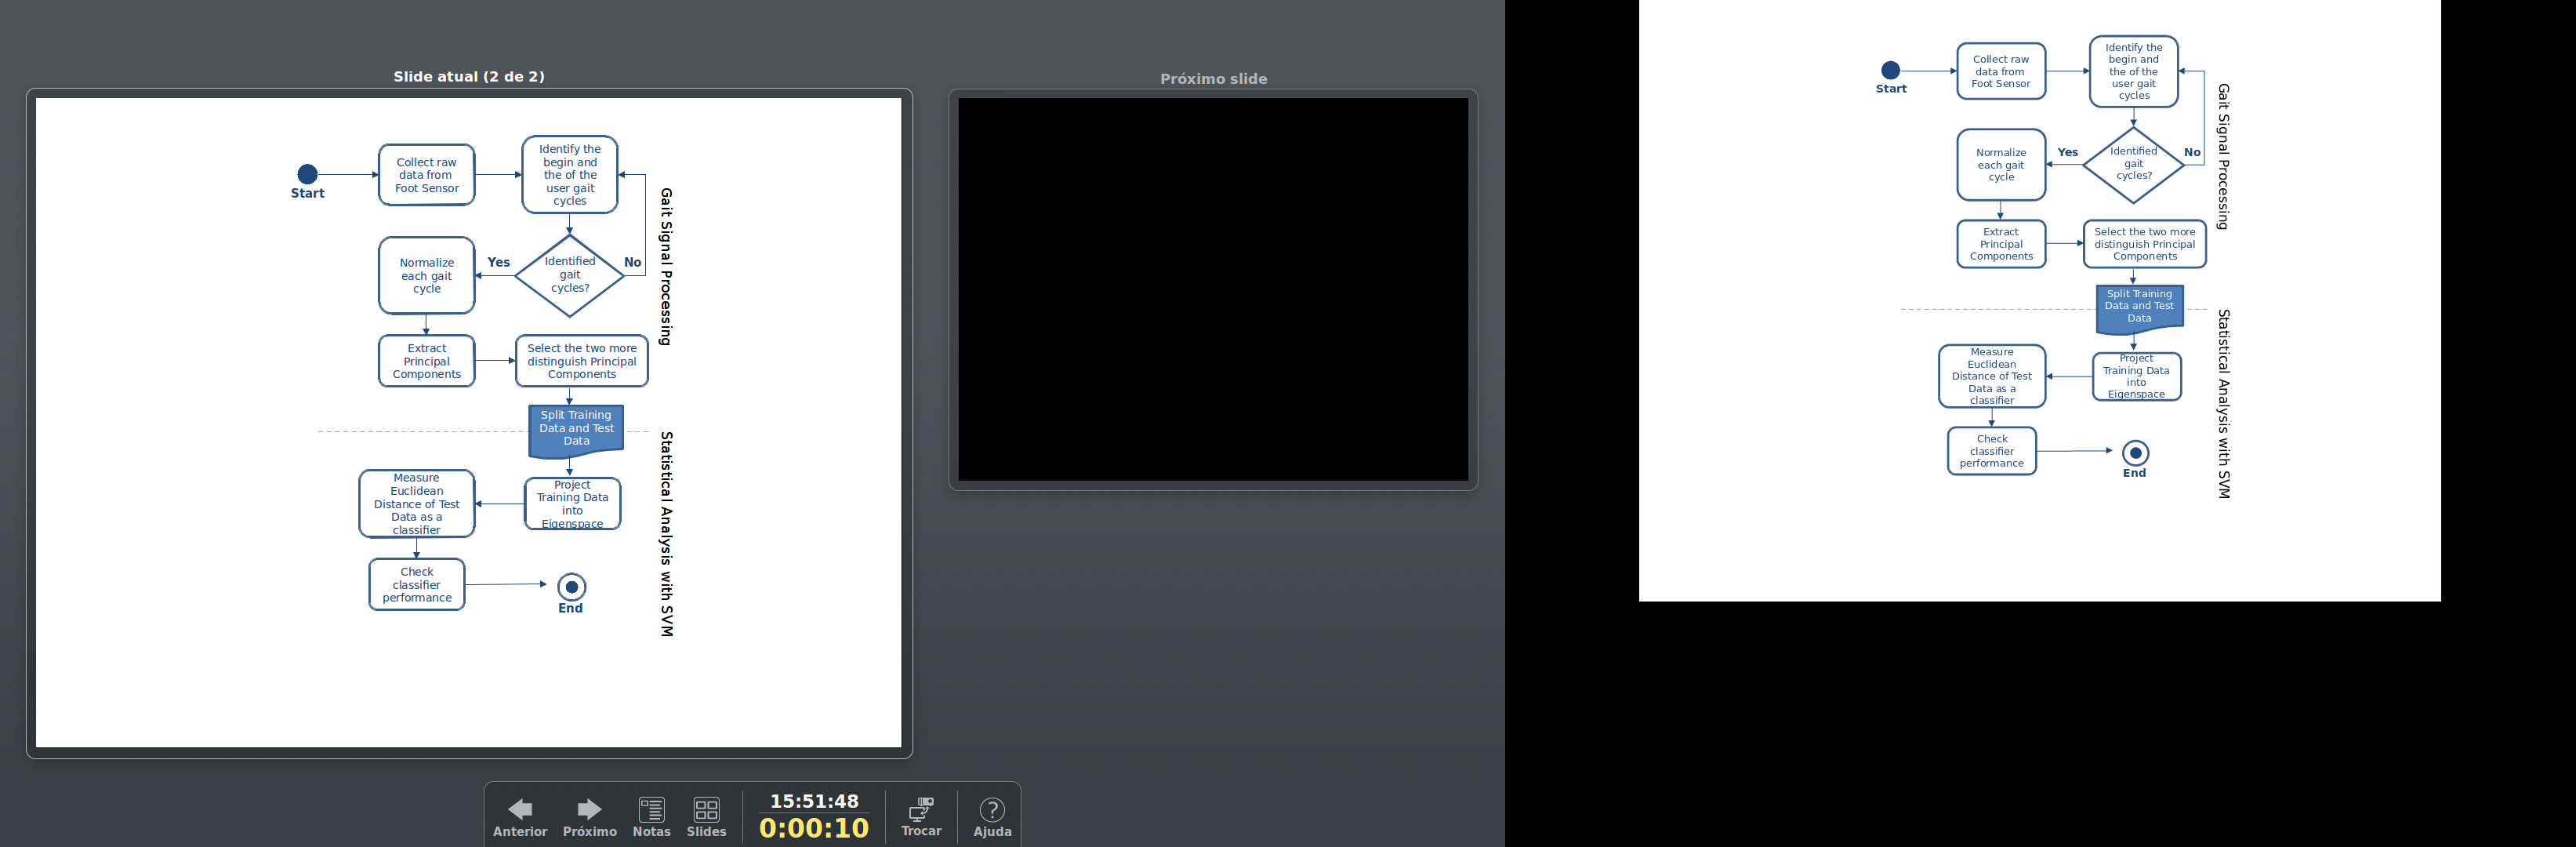 Slide atual (2 de 2)
Start
Collect raw
data from
Foot Sensor
Identify the
begin and
the of the
user gait
cycles
Normalize
each gait
cycle
Yes
Identified
gait
cycles?
No
Gait Signal Processing
Extract
Principal
Components
Select the two more
distinguish Principal
Components
Split Training
Data and Test
Data
Measure
Euclidean
Distance of Test
Data as a
classifier
Project
Training Data
into
Eigenspace
Statistical Analysis with SVM
Check
classifier
performance
End
Próximo slide
Anterior
Próximo
Notas
Slides
15:51:48
0:00:10
Trocar
Ajuda
Start
Collect raw
data from
Foot Sensor
Identify the
begin and
the of the
user gait
cycles
Normalize
each gait
cycle
Yes
Identified
gait
cycles?
No
Gait Signal Processing
Extract
Principal
Components
Select the two more
distinguish Principal
Components
Split Training
Data and Test
Data
Measure
Euclidean
Distance of Test
Data as a
classifier
Project
Training Data
into
Eigenspace
Statistical Analysis with SVM
Check
classifier
performance
End